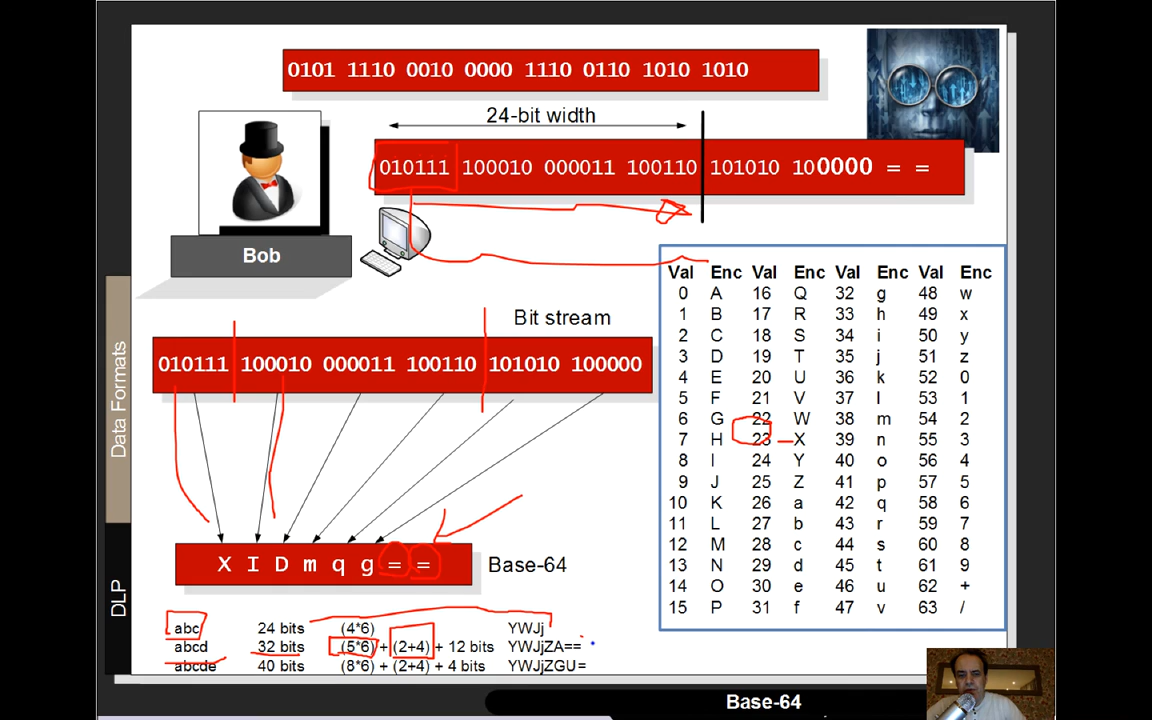 0101 1110 0010 0000 1110 0110 1010 1010
24-bit width
010111 100010 000011 100110 101010 100000 = =
Bob
Val Enc Val Enc Val Enc Val Enc
0 A 16 Q 32 g 48 w
1 B 17 R 33 h 49 x
2 C 18 S 34 i 50 y
3 D 19 T 35 j 51 z
4 E 20 U 36 k 52 0
5 F 21 V 37 l 53 1
6 G 22 W 38 m 54 2
7 H 23 X 39 n 55 3
8 I 24 Y 40 o 56 4
9 J 25 Z 41 p 57 5
10 K 26 a 42 q 58 6
11 L 27 b 43 r 59 7
12 M 28 c 44 s 60 8
13 N 29 d 45 t 61 9
14 O 30 e 46 u 62 +
15 P 31 f 47 v 63 /
Bit stream
010111 100010 000011 100110 101010 100000
X I D m q g = =
Base-64
abc 24 bits (4*6) YWJj
abcd 32 bits (5*6) + (2+4) + 12 bits YWJjZA==
abcde 40 bits (8*6) + (2+4) + 4 bits YWJjZGU=
Data Formats
DLP
Base-64